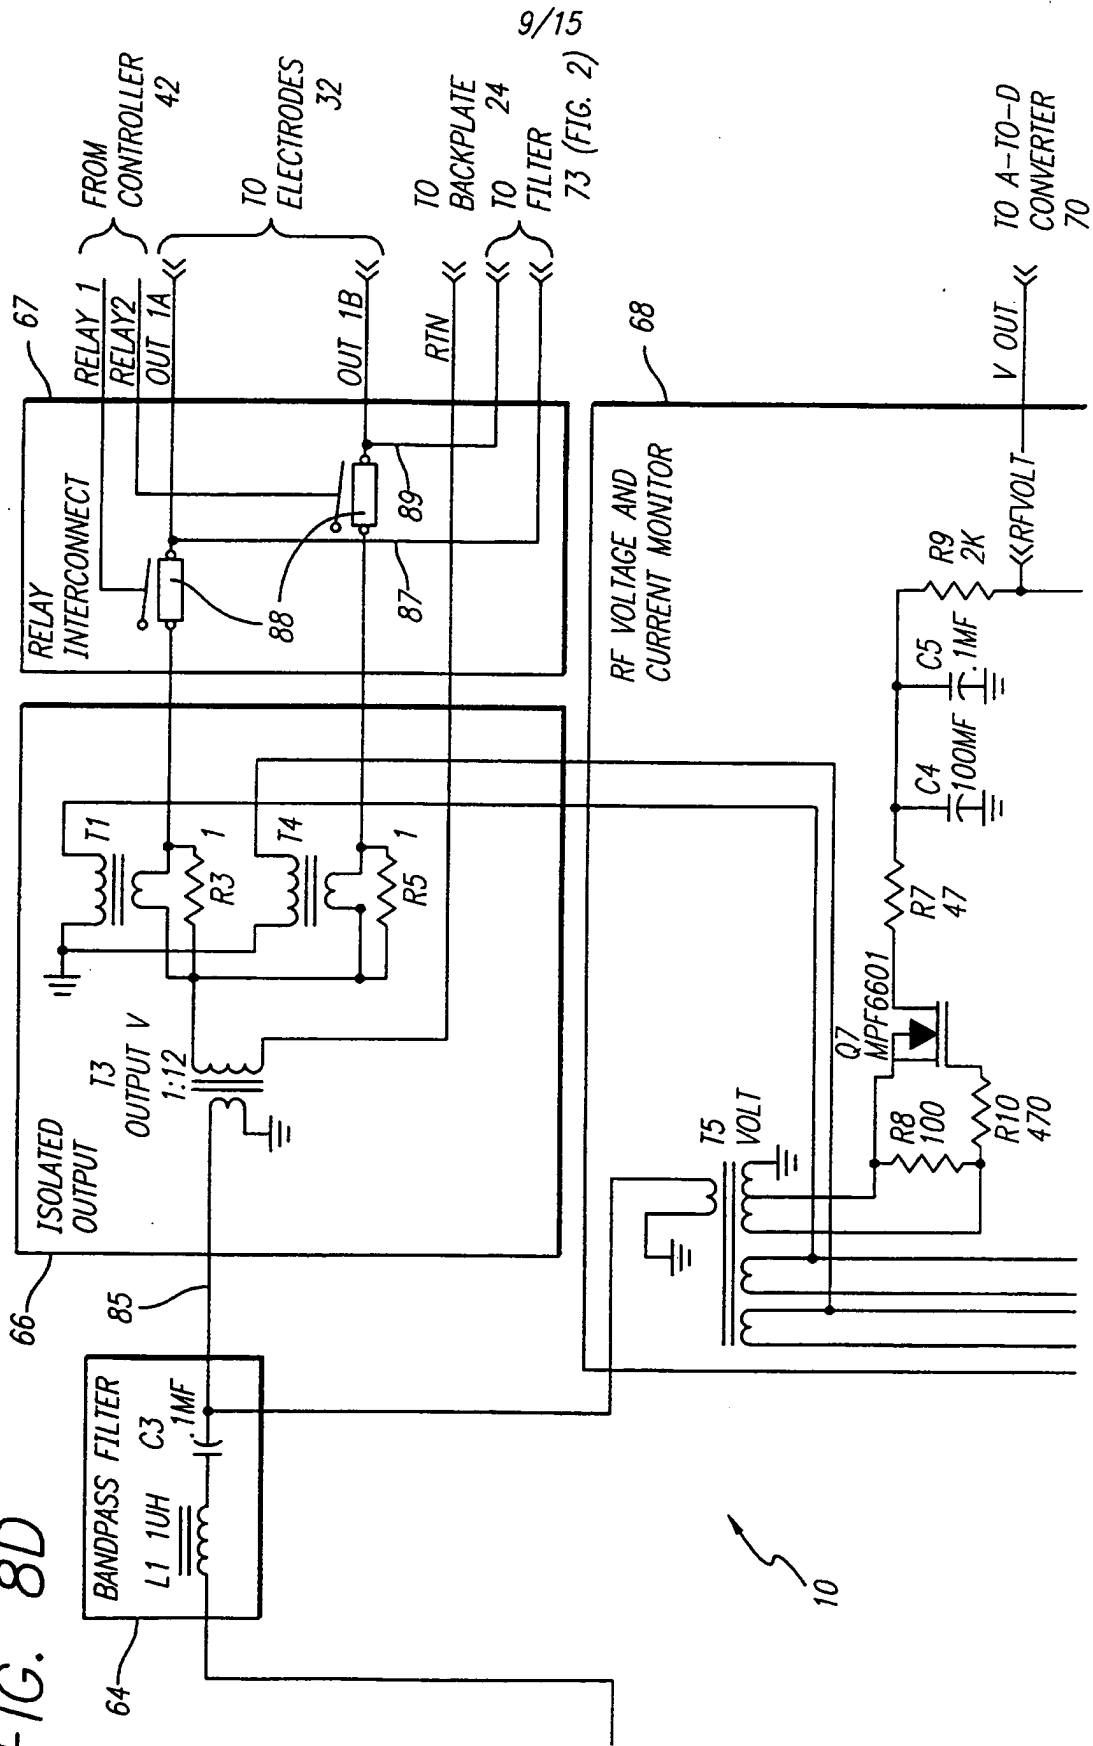 9/15
FIG. 8D
64
BANDPASS FILTER
L1 1UH
C3
.1MF
85
66
ISOLATED
OUTPUT
T3
OUTPUT V
1:12
T1
R3
1
T4
R5
1
67
RELAY
INTERCONNECT
88
87
89
RELAY 1
RELAY2
OUT 1A
OUT 1B
RTN
FROM
CONTROLLER
42
TO
ELECTRODES
32
TO
BACKPLATE
24
TO
FILTER
73 (FIG. 2)
68
RF VOLTAGE AND
CURRENT MONITOR
T5
VOLT
R8
100
R10
470
Q7
MPF6601
R7
47
C4
100MF
C5
.1MF
R9
2K
RFVOLT
V OUT
TO A-TO-D
CONVERTER
70
10